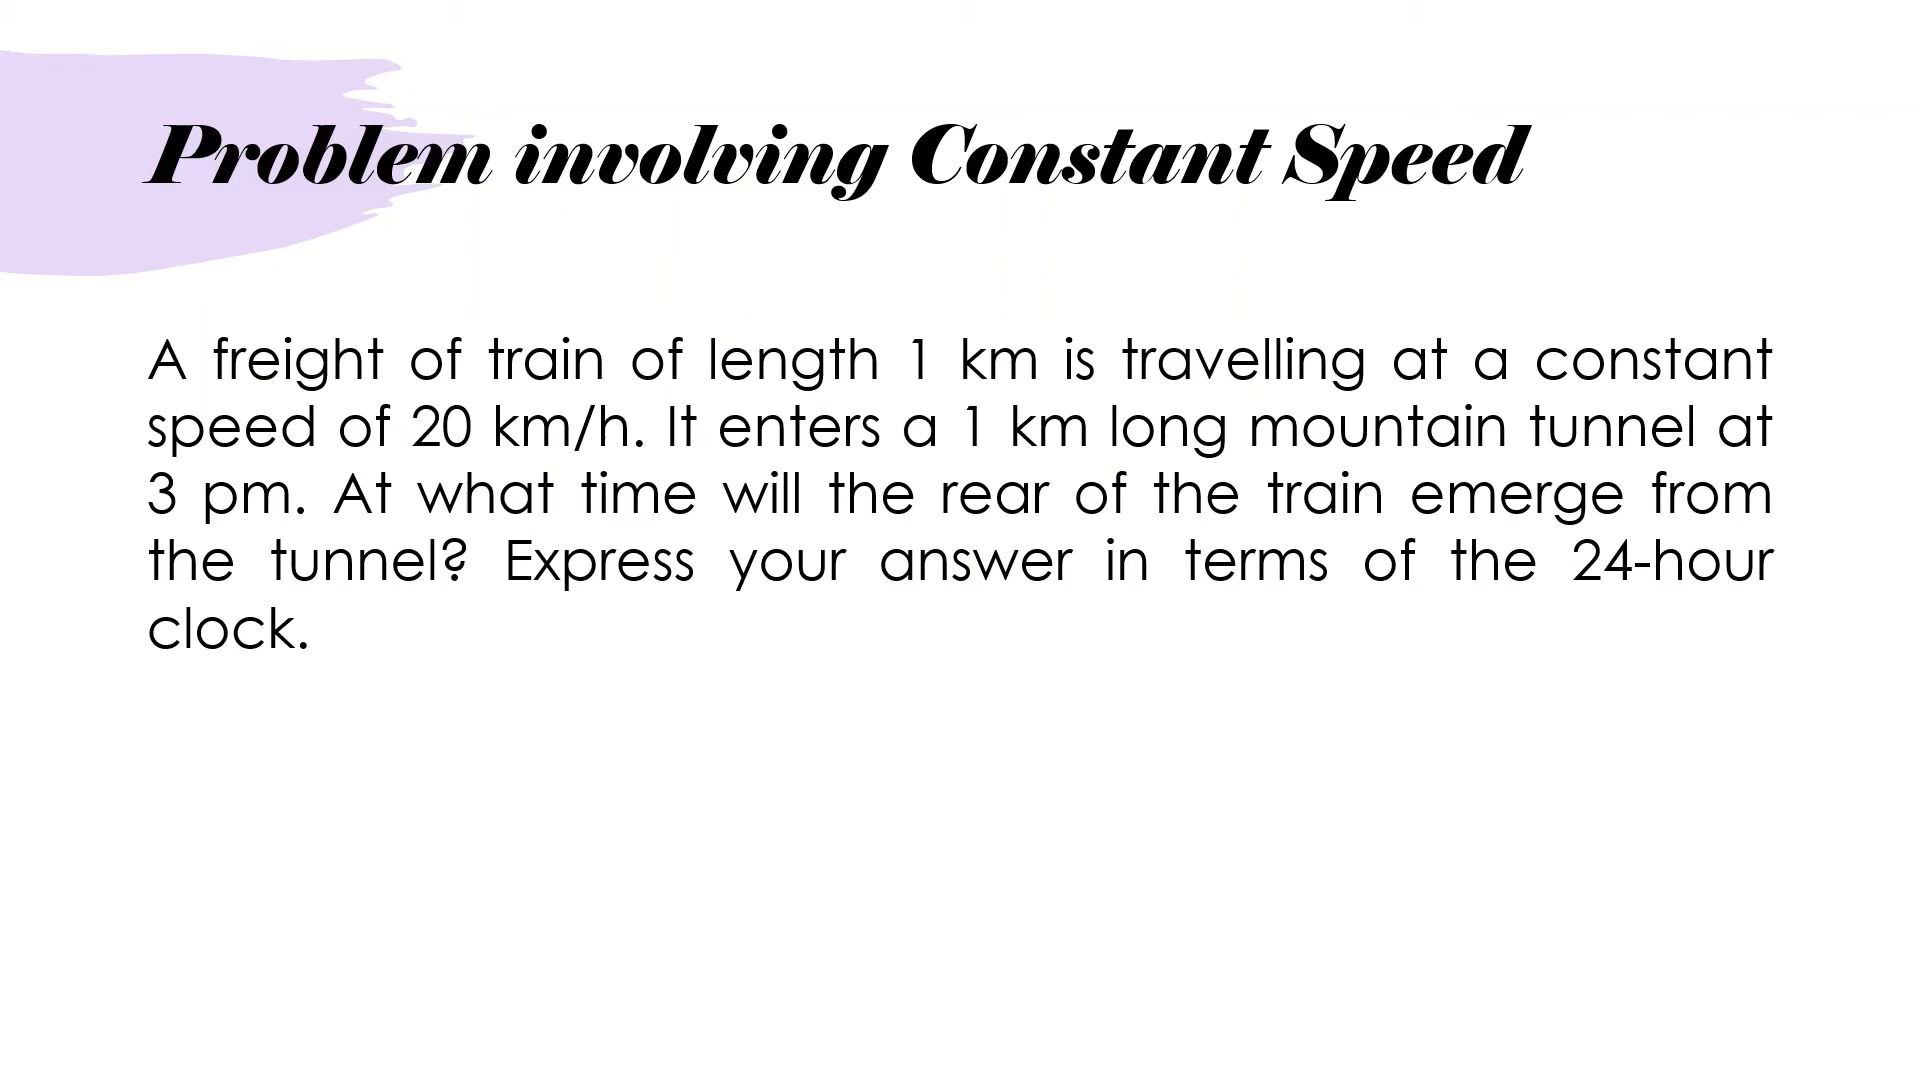 Problem involving Constant Speed
A freight of train of length 1 km is travelling at a constant
speed of 20 km/h. It enters a 1 km long mountain tunnel at
3 pm. At what time will the rear of the train emerge from
the tunnel? Express your answer in terms of the 24-hour
clock.